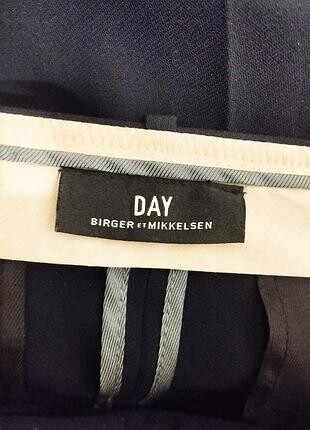 DAY
BIRGER ET MIKKELSEN